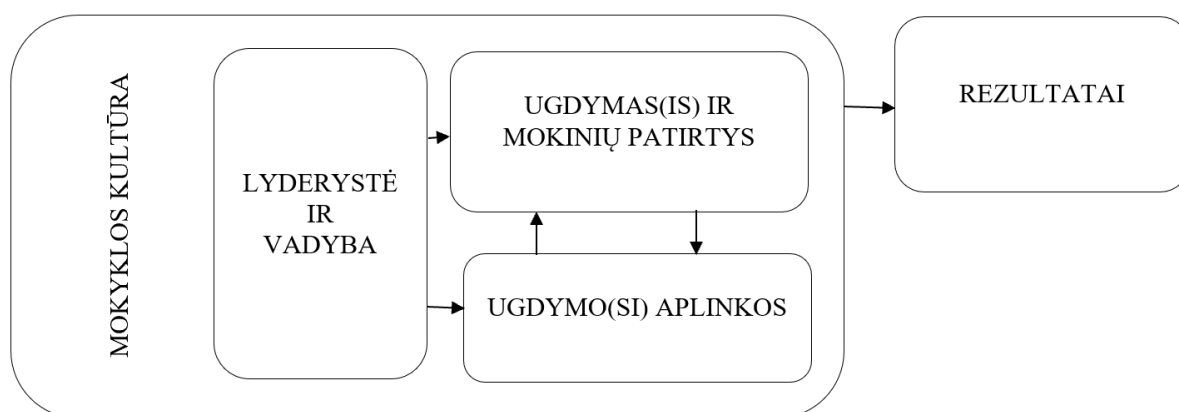 MOKYKLOS KULTŪRA
LYDERYSTĖ
IR
VADYBA
UGDYMAS(IS) IR
MOKINIŲ PATIRTYS
UGDYMO(SI) APLINKOS
REZULTATAI